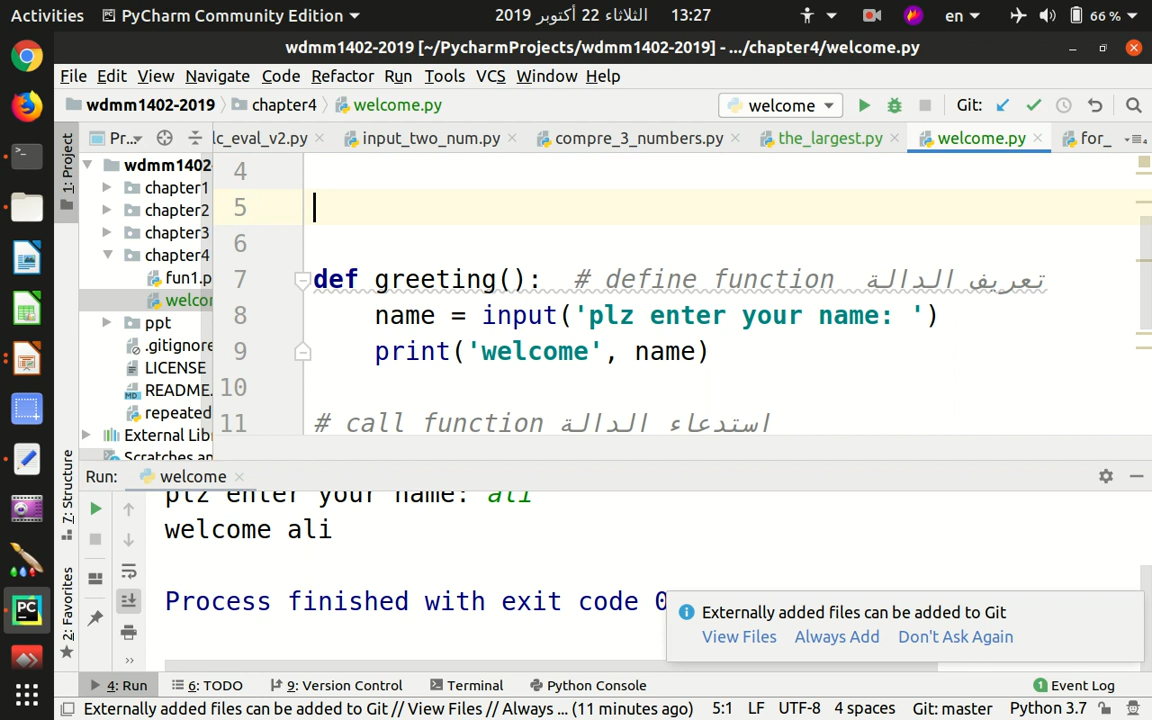 Activities PyCharm Community Edition الثلاثاء 22 أكتوبر 2019 13:27 en 66 %
wdmm1402-2019 [~/PycharmProjects/wdmm1402-2019] - .../chapter4/welcome.py
File Edit View Navigate Code Refactor Run Tools VCS Window Help
wdmm1402-2019 chapter4 welcome.py welcome Git:
Pr... lc_eval_v2.py input_two_num.py compre_3_numbers.py the_largest.py welcome.py for_
1: Project
wdmm1402
chapter1
chapter2
chapter3
chapter4
fun1.p
welcor
ppt
.gitignore
LICENSE
README.
repeated
External Lib
Scratches an
4
5
6
7 def greeting(): # define function تعريف الدالة
8 name = input('plz enter your name: ')
9 print('welcome', name)
10
11 # call function استدعاء الدالة
Run: welcome
7: Structure
2: Favorites
plz enter your name: ali
welcome ali
Process finished with exit code 0
Externally added files can be added to Git
View Files Always Add Don't Ask Again
4: Run 6: TODO 9: Version Control Terminal Python Console 1 Event Log
Externally added files can be added to Git // View Files // Always ... (11 minutes ago) 5:1 LF UTF-8 4 spaces Git: master Python 3.7